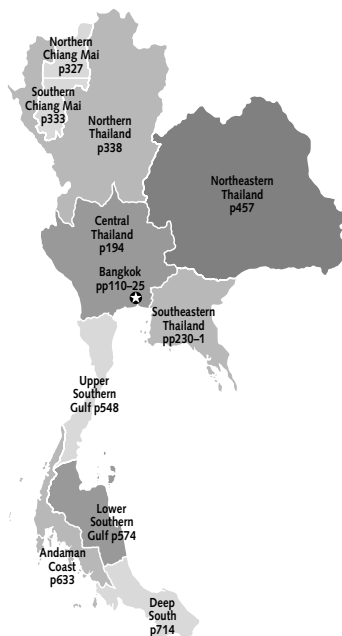 Northern
Chiang Mai
p327
Southern
Chiang Mai
p333
Northern
Thailand
p338
Northeastern
Thailand
p457
Central
Thailand
p194
Bangkok
pp110–25
Southeastern
Thailand
pp230–1
Upper
Southern
Gulf p548
Lower
Southern
Gulf p574
Andaman
Coast
p633
Deep
South
p714